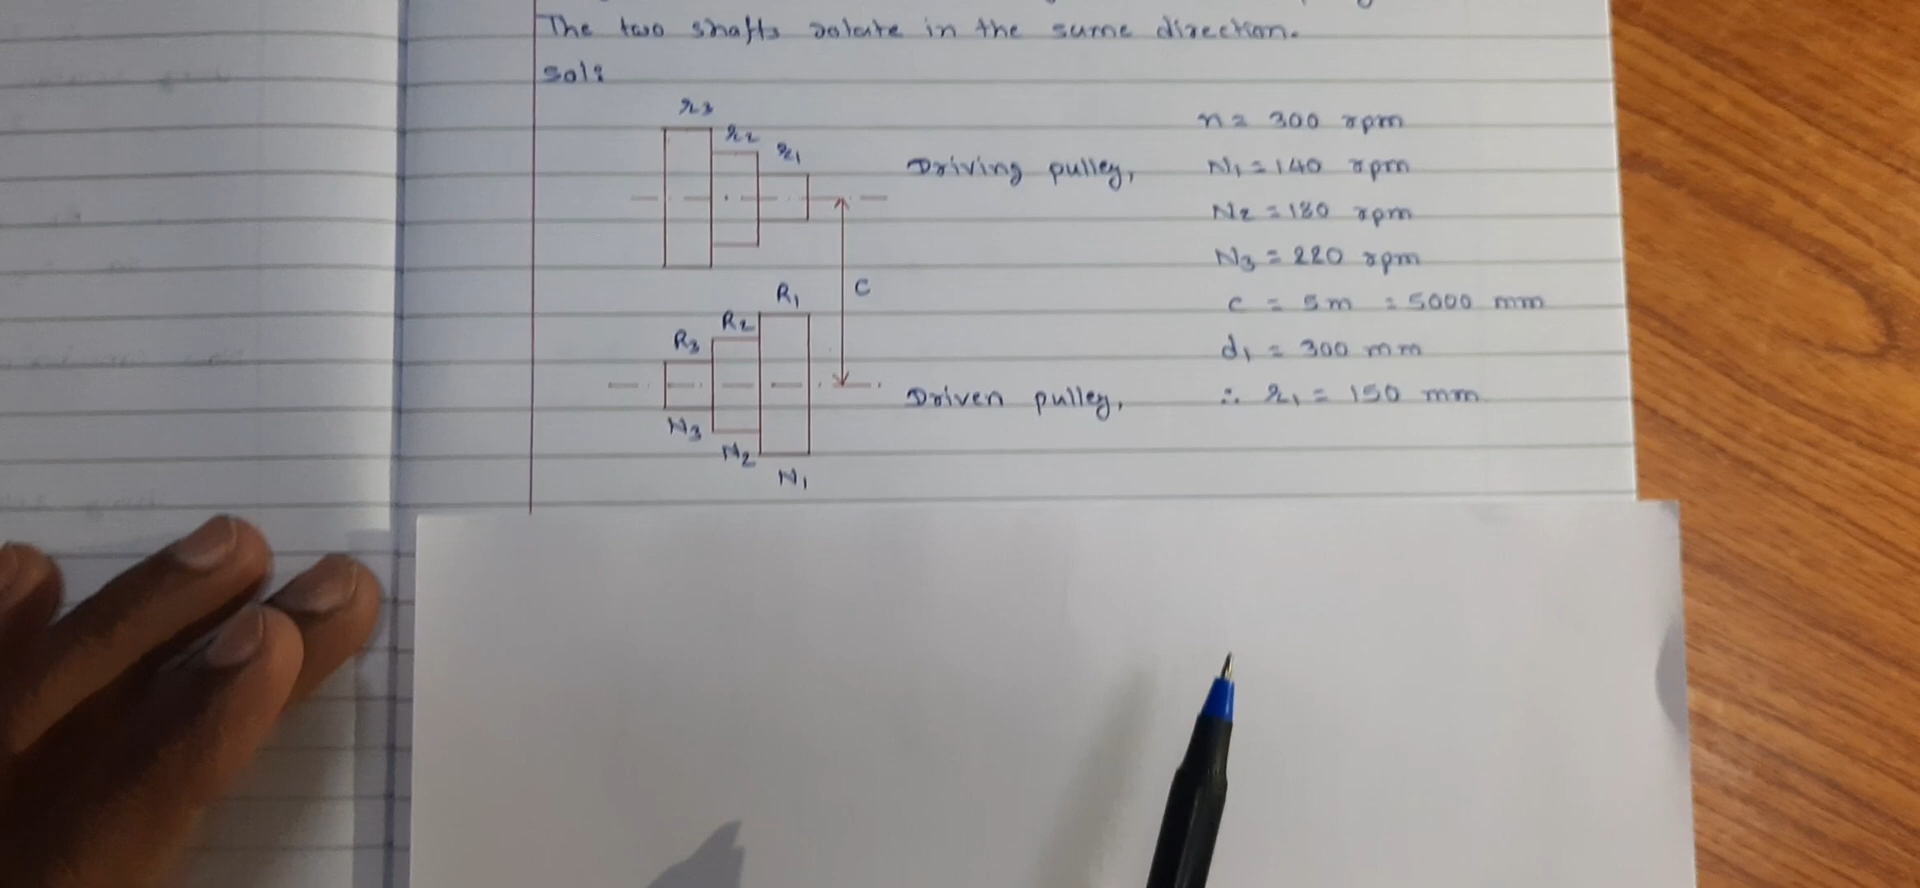 The two shafts rotate in the same direction.
Sol:
r3
r2
r1
n = 300 rpm
Driving pulley, N1 = 140 rpm
N2 = 180 rpm
N3 = 220 rpm
R1 C
R2
R3
c = 5m = 5000 mm
d1 = 300 mm
Driven pulley, ∴ r1 = 150 mm
N3
N2
N1